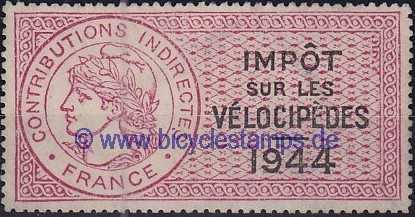 CONTRIBUTIONS INDIRECTES
• FRANCE •
IMPÔT
SUR LES
VÉLOCIPÈDES
1944
© www.bicyclestamps.de